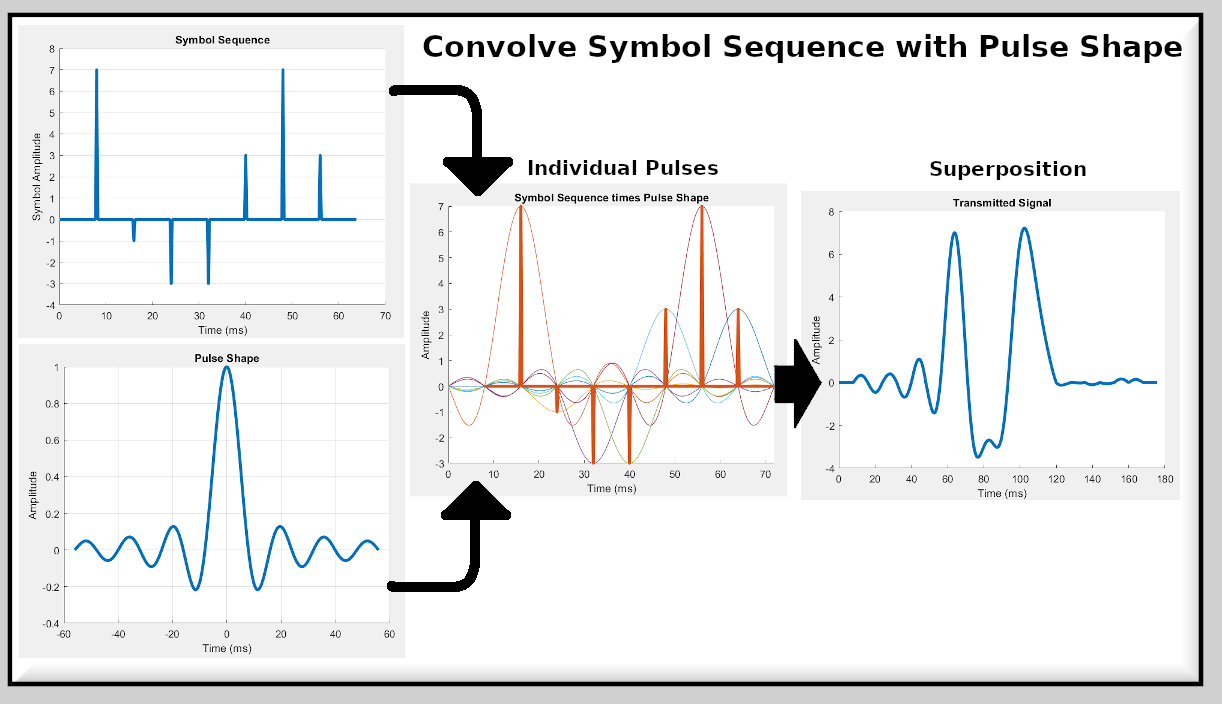 Convolve Symbol Sequence with Pulse Shape
Symbol Sequence
8
7
6
5
4
3
2
1
0
-1
-2
-3
-4
Symbol Amplitude
0 10 20 30 40 50 60 70
Time (ms)
Pulse Shape
1
0.8
0.6
0.4
0.2
0
-0.2
-0.4
Amplitude
-60 -40 -20 0 20 40 60
Time (ms)
Individual Pulses
Symbol Sequence times Pulse Shape
7
6
5
4
3
2
1
0
-1
-2
-3
Amplitude
0 10 20 30 40 50 60 70
Time (ms)
Superposition
Transmitted Signal
8
6
4
2
0
-2
-4
Amplitude
0 20 40 60 80 100 120 140 160 180
Time (ms)